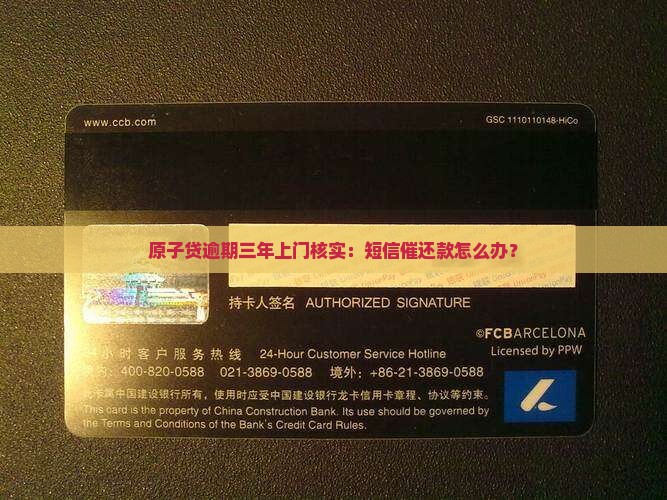 www.ccb.com
GSC 1110110148-HiCo
原子贷逾期三年上门核实：短信催还款怎么办？
持卡人签名 AUTHORIZED SIGNATURE
©FCBARCELONA
Licensed by PPW
小时客户服务热线 24-Hour Customer Service Hotline
400-820-0588 021-3869-0588 境外：+86-21-3869-0588
卡属中国建设银行所有，使用时应受中国建设银行龙卡信用卡章程、协议等约束。
This card is the property of China Construction Bank. Its use should be governed by
the Terms and Conditions of the Bank's Credit Card Rules.